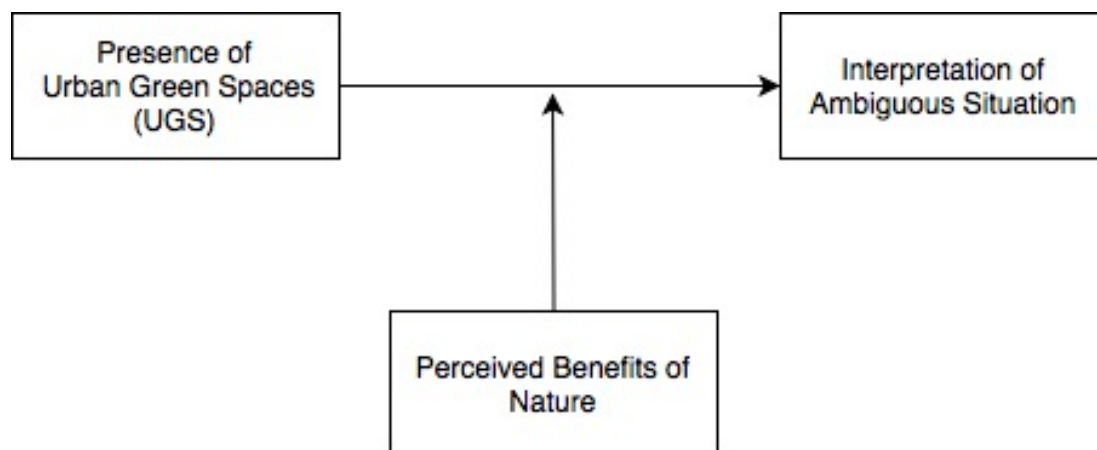 Presence of
Urban Green Spaces
(UGS)
Interpretation of
Ambiguous Situation
Perceived Benefits of
Nature